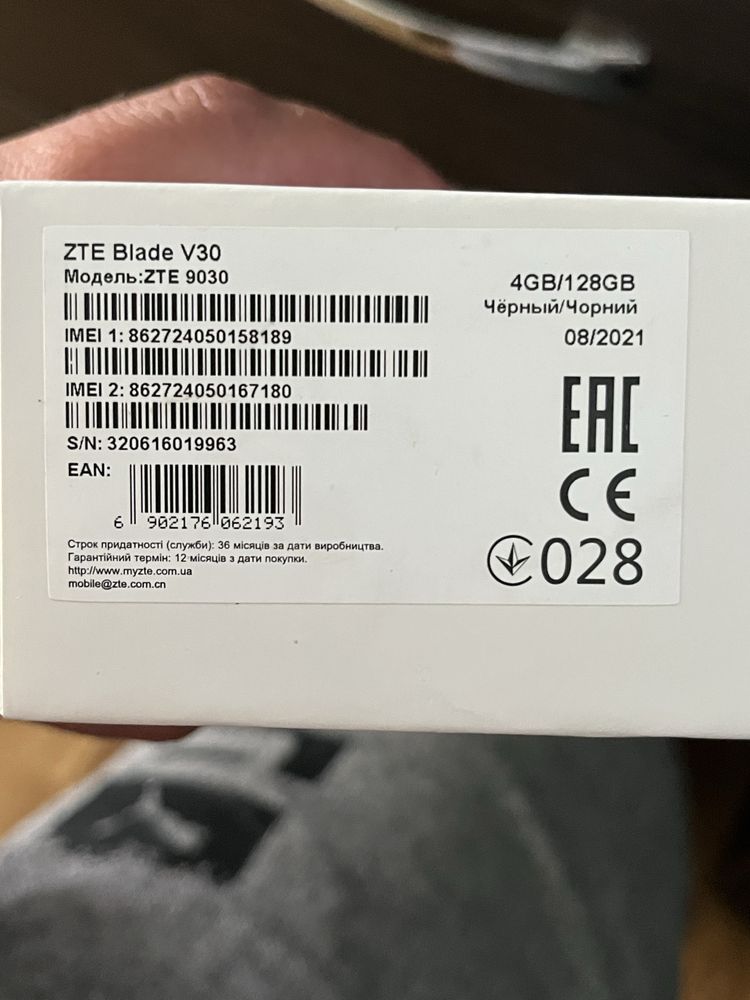 ZTE Blade V30
Модель:ZTE 9030
4GB/128GB
Чёрный/Чорний
08/2021
IMEI 1: 862724050158189
IMEI 2: 862724050167180
S/N: 320616019963
EAN:
6 902176 062193
EAC
CE
028
Строк придатності (служби): 36 місяців за дати виробництва.
Гарантійний термін: 12 місяців з дати покупки.
http://www.myzte.com.ua
mobile@zte.com.cn